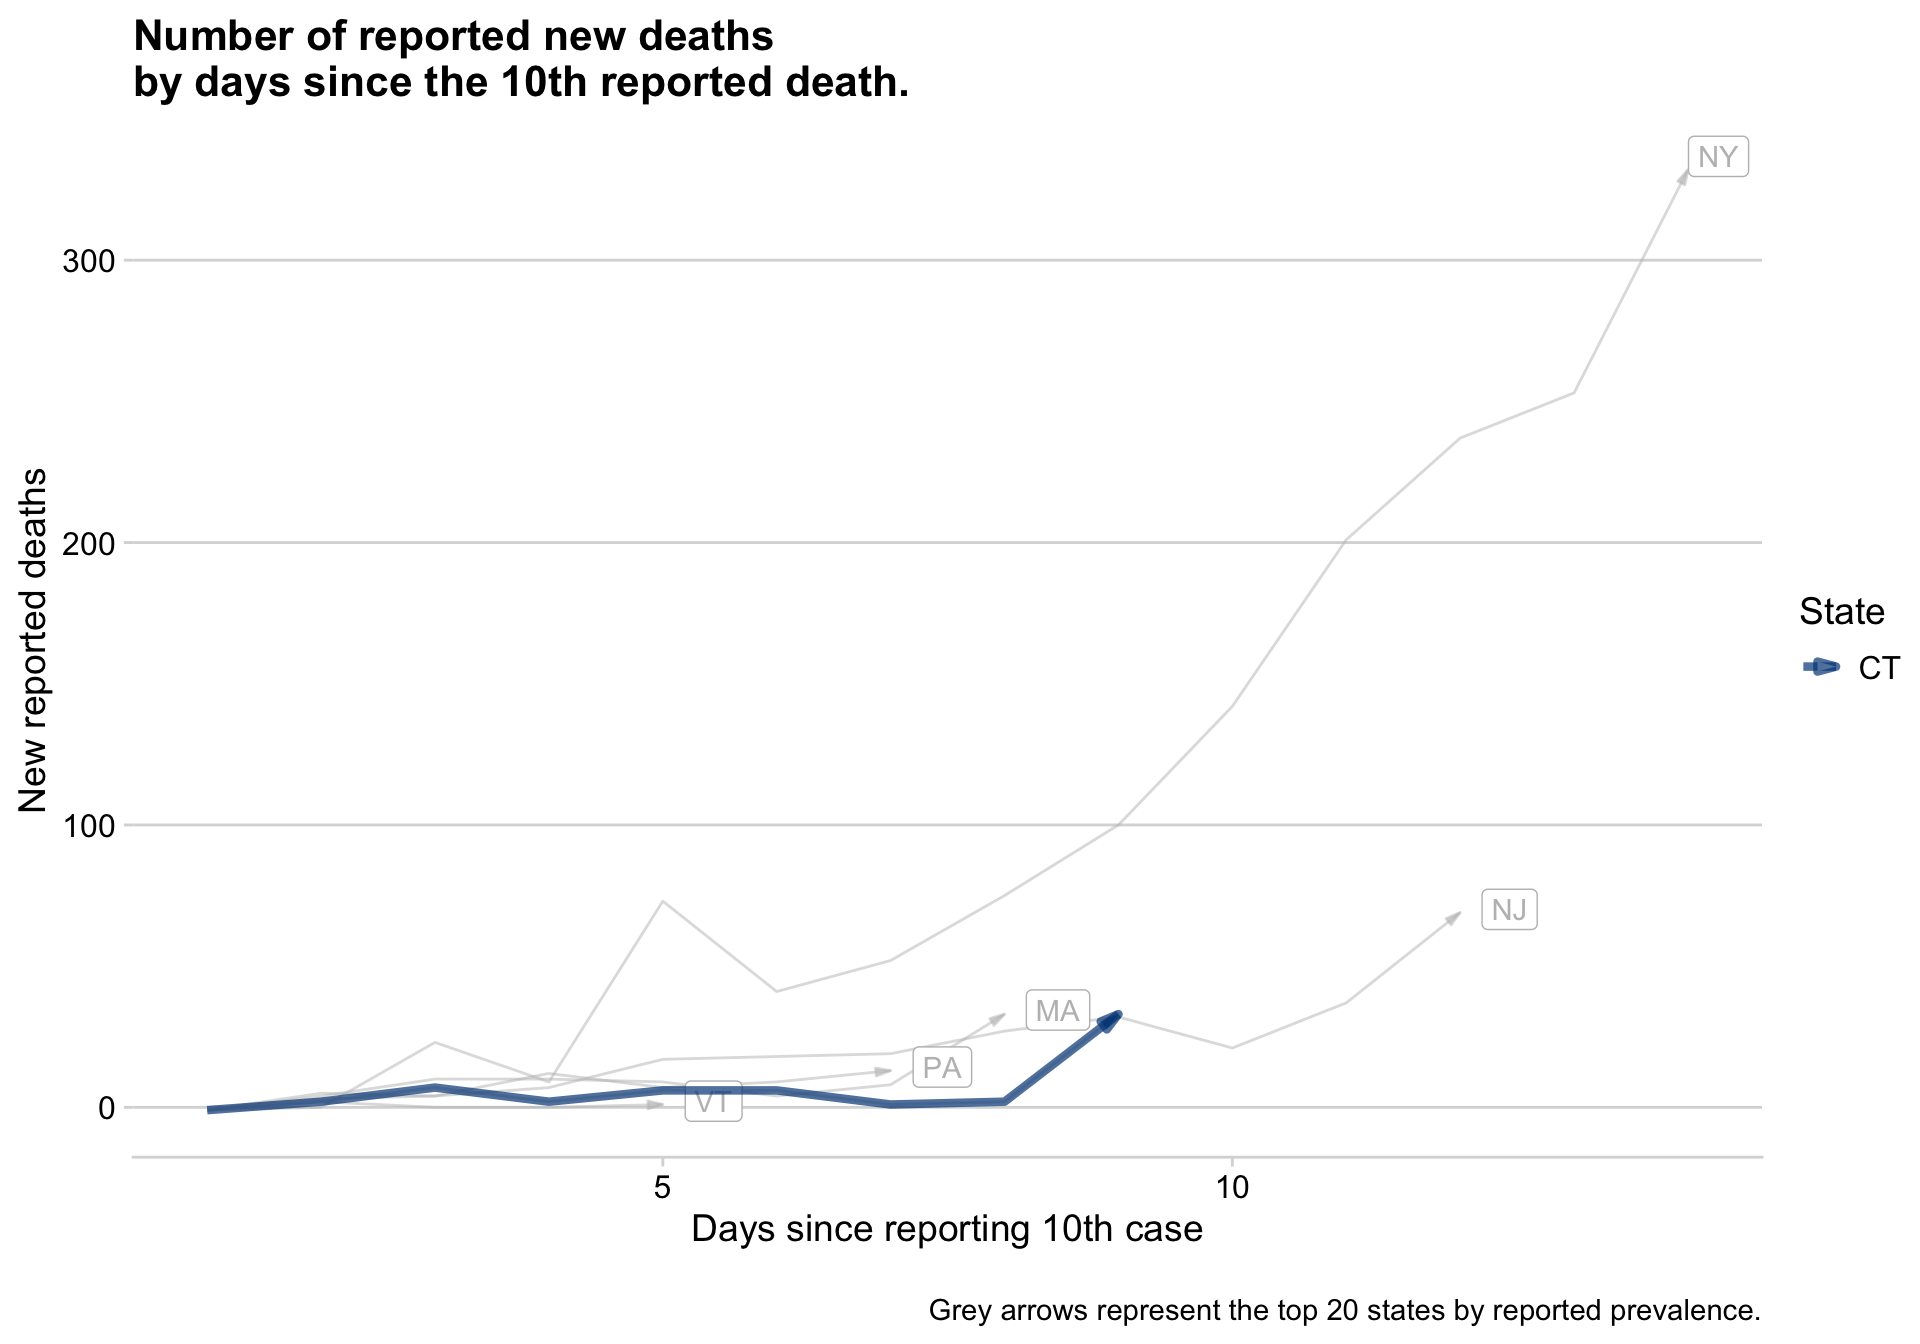 Number of reported new deaths
by days since the 10th reported death.
NY
300
200
100
0
New reported deaths
NJ
MA
PA
VT
State
CT
5
10
Days since reporting 10th case
Grey arrows represent the top 20 states by reported prevalence.